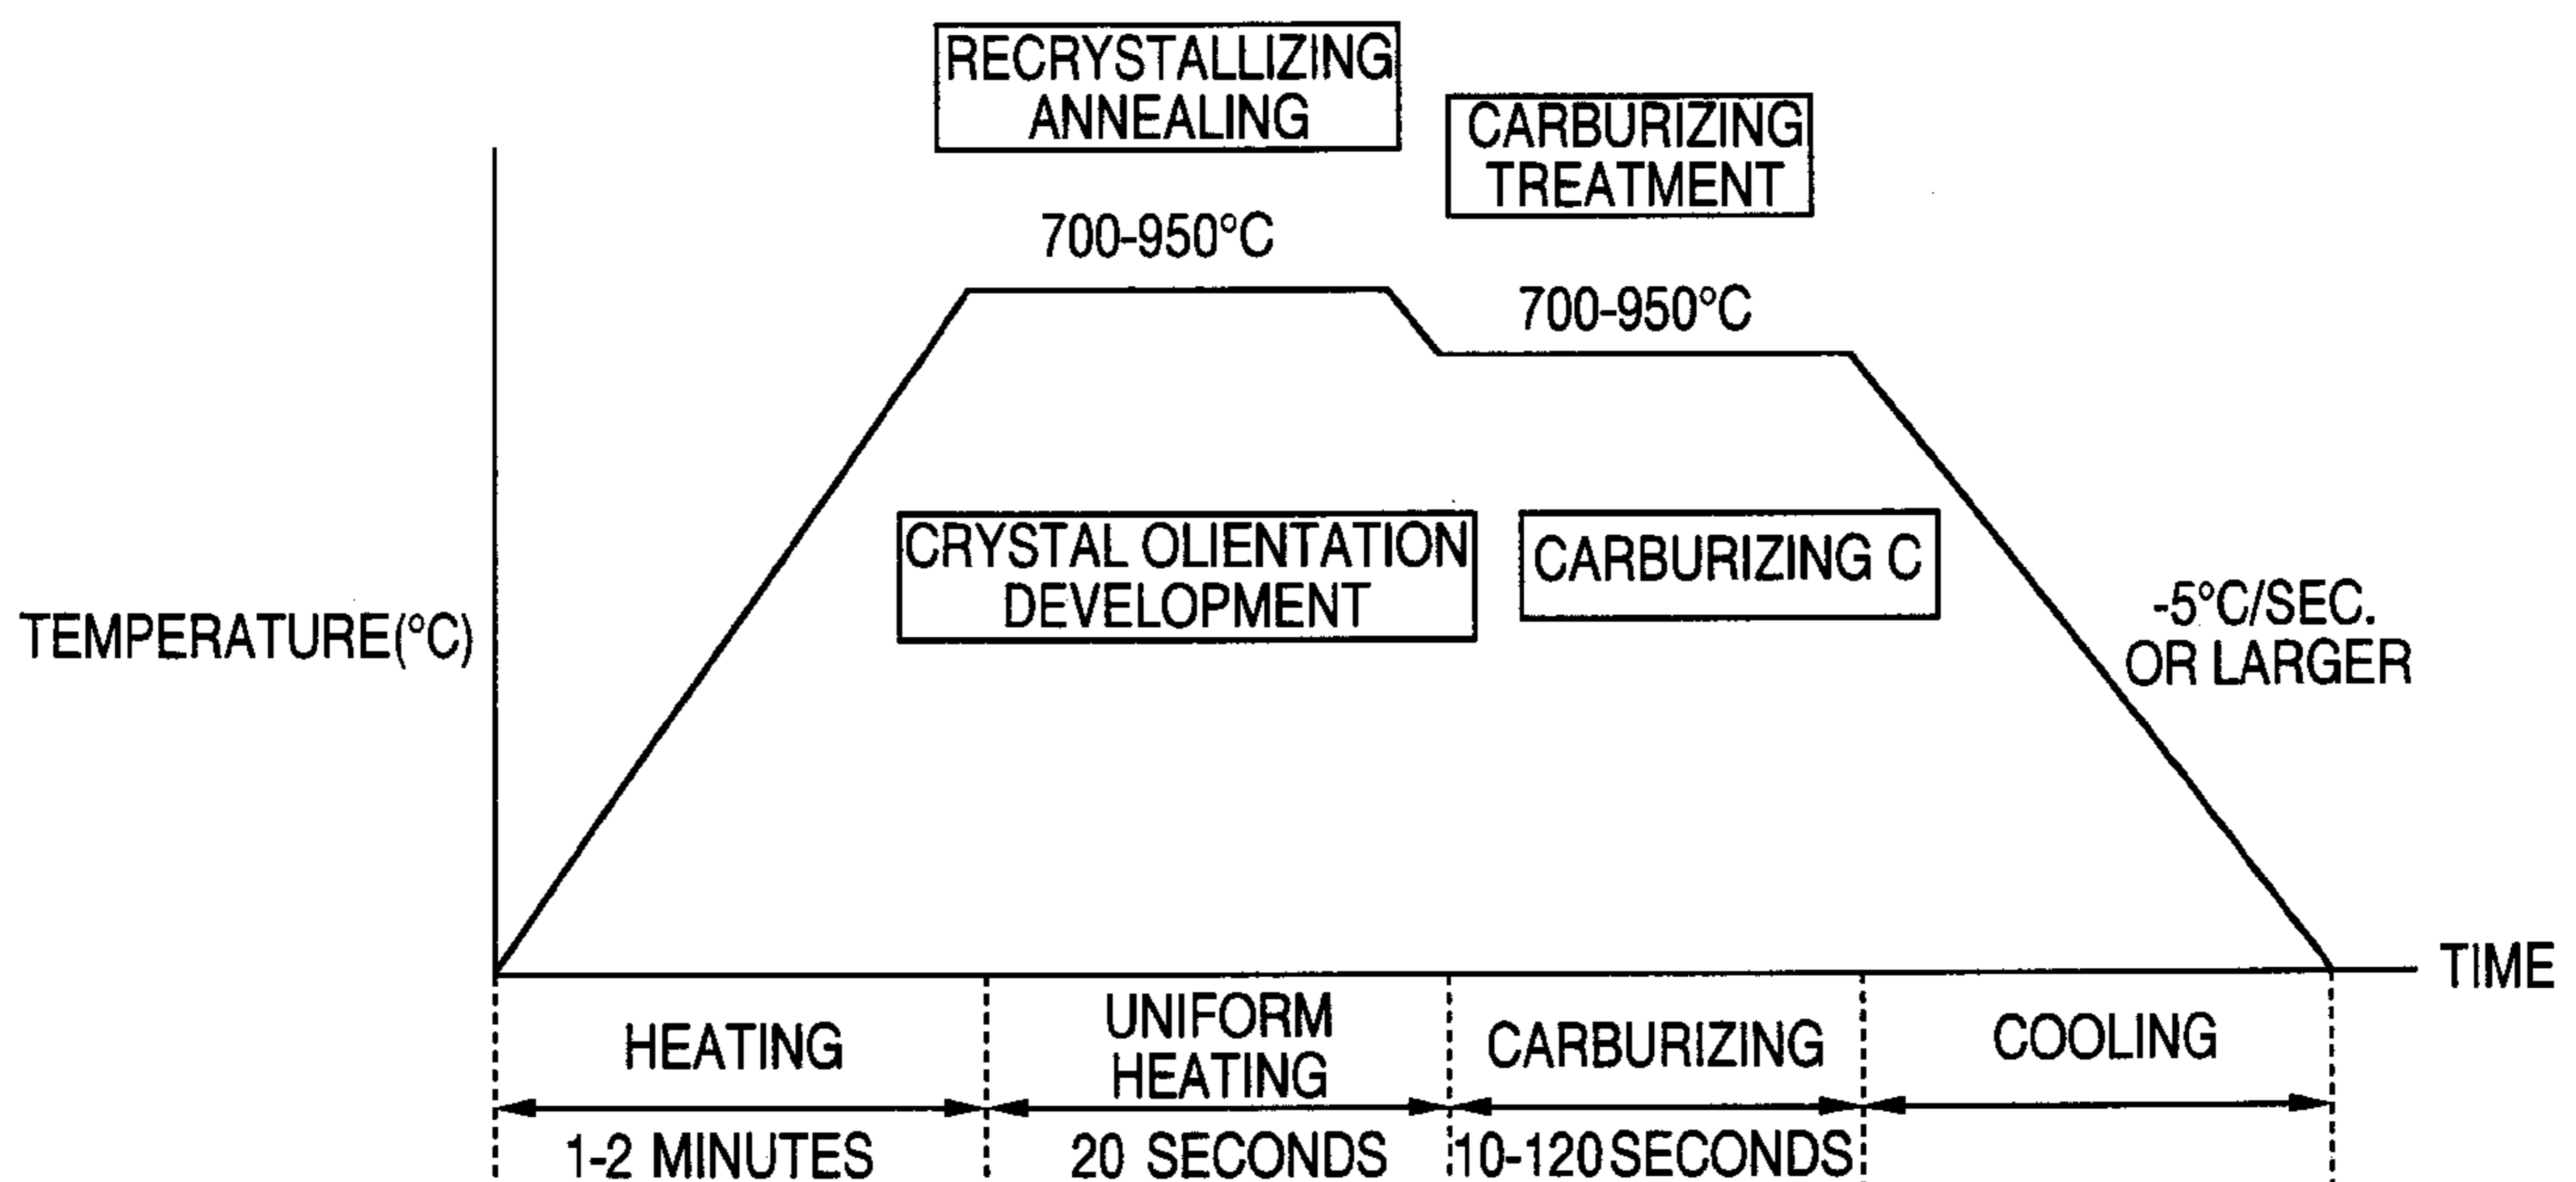 RECRYSTALLIZING
ANNEALING
CARBURIZING
TREATMENT
700-950°C
700-950°C
CRYSTAL OLIENTATION
DEVELOPMENT
CARBURIZING C
TEMPERATURE(°C)
-5°C/SEC.
OR LARGER
TIME
HEATING
UNIFORM
HEATING
CARBURIZING
COOLING
1-2 MINUTES
20 SECONDS
10-120 SECONDS